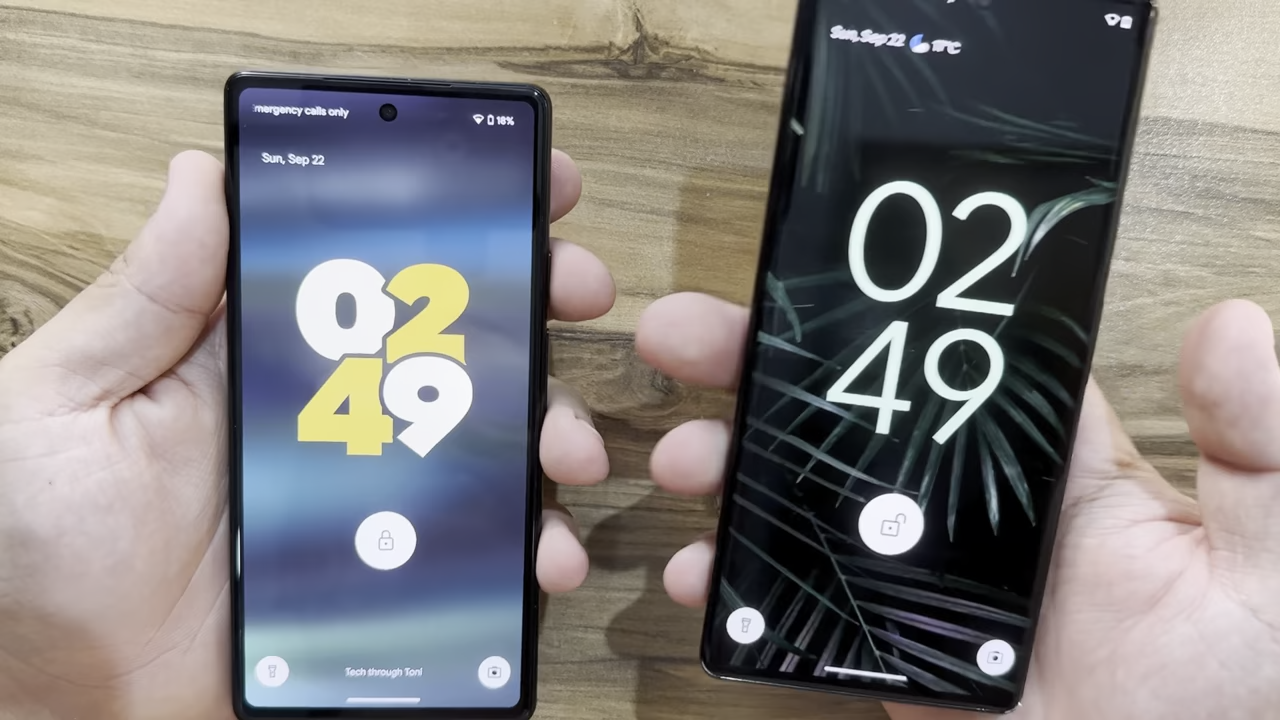 mergency calls only
18%
Sun, Sep 22
02
49
Tech through Toni
Sun, Sep 22
02
49